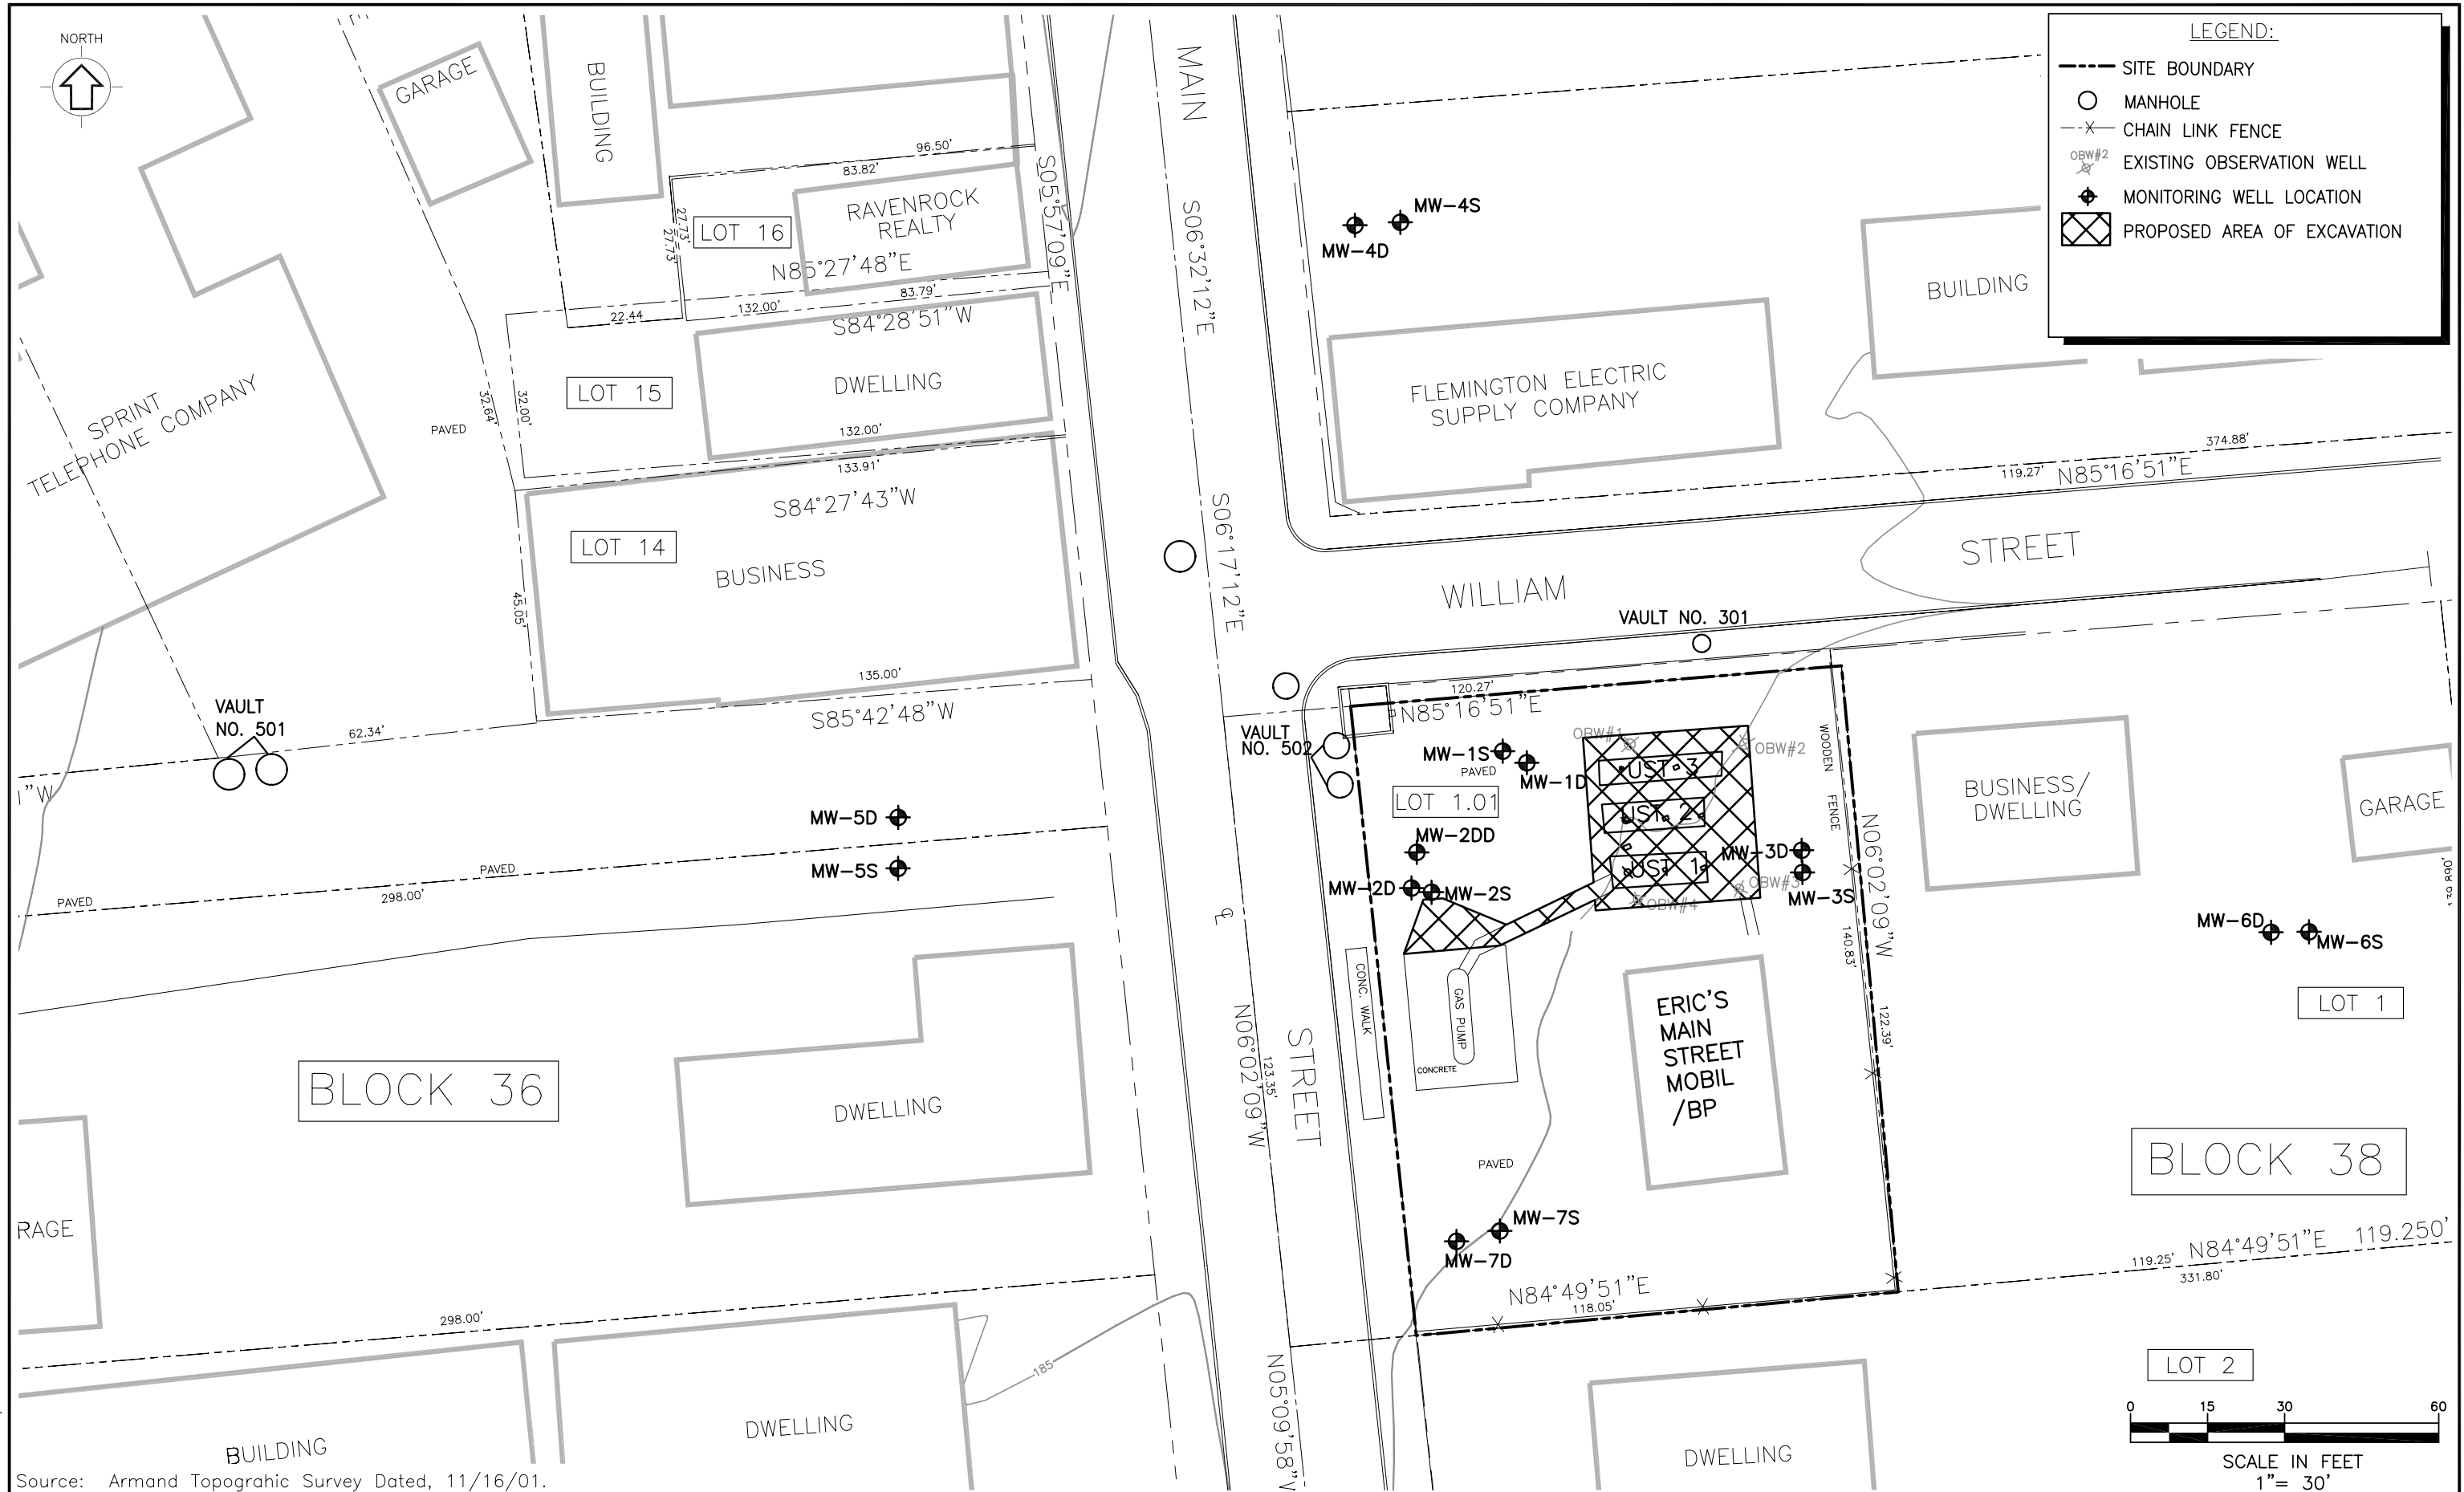 NORTH
GARAGE
BUILDING
MAIN
LEGEND:
SITE BOUNDARY
MANHOLE
CHAIN LINK FENCE
OBW#2
EXISTING OBSERVATION WELL
MONITORING WELL LOCATION
PROPOSED AREA OF EXCAVATION
96.50'
83.82'
27.73'
27.73'
LOT 16
RAVENROCK
REALTY
N85°27'48"E
S05°57'09"E
S06°32'12"E
MW-4S
MW-4D
BUILDING
83.79'
132.00'
22.44
S84°28'51"W
DWELLING
LOT 15
32.64'
32.00'
PAVED
SPRINT
TELEPHONE COMPANY
132.00'
133.91'
S84°27'43"W
FLEMINGTON ELECTRIC
SUPPLY COMPANY
374.88'
119.27'
N85°16'51"E
LOT 14
BUSINESS
45.05'
S06°17'12"E
STREET
WILLIAM
VAULT NO. 301
135.00'
S85°42'48"W
VAULT
NO. 501
62.34'
1"W
120.27'
N85°16'51"E
VAULT
NO. 502
MW-1S
PAVED
MW-1D
OBW#1
OBW#2
UST 3
UST 2
UST 1
LOT 1.01
MW-2DD
MW-2D
MW-2S
MW-3D
MW-3S
OBW#3
OBW#4
WOODEN
FENCE
N06°02'09"W
140.83'
122.39'
BUSINESS/
DWELLING
GARAGE
MW-5D
MW-5S
PAVED
PAVED
298.00'
MW-6D
MW-6S
LOT 1
CONC. WALK
GAS PUMP
CONCRETE
ERIC'S
MAIN
STREET
MOBIL
/BP
℄
N06°02'09"W
123.35'
STREET
BLOCK 36
DWELLING
BLOCK 38
PAVED
MW-7S
MW-7D
RAGE
N84°49'51"E
118.05'
119.25'
N84°49'51"E 119.250'
331.80'
298.00'
185
N05°09'58"W
LOT 2
DWELLING
BUILDING
DWELLING
0 15 30 60
SCALE IN FEET
1"= 30'
Source: Armand Topograhic Survey Dated, 11/16/01.